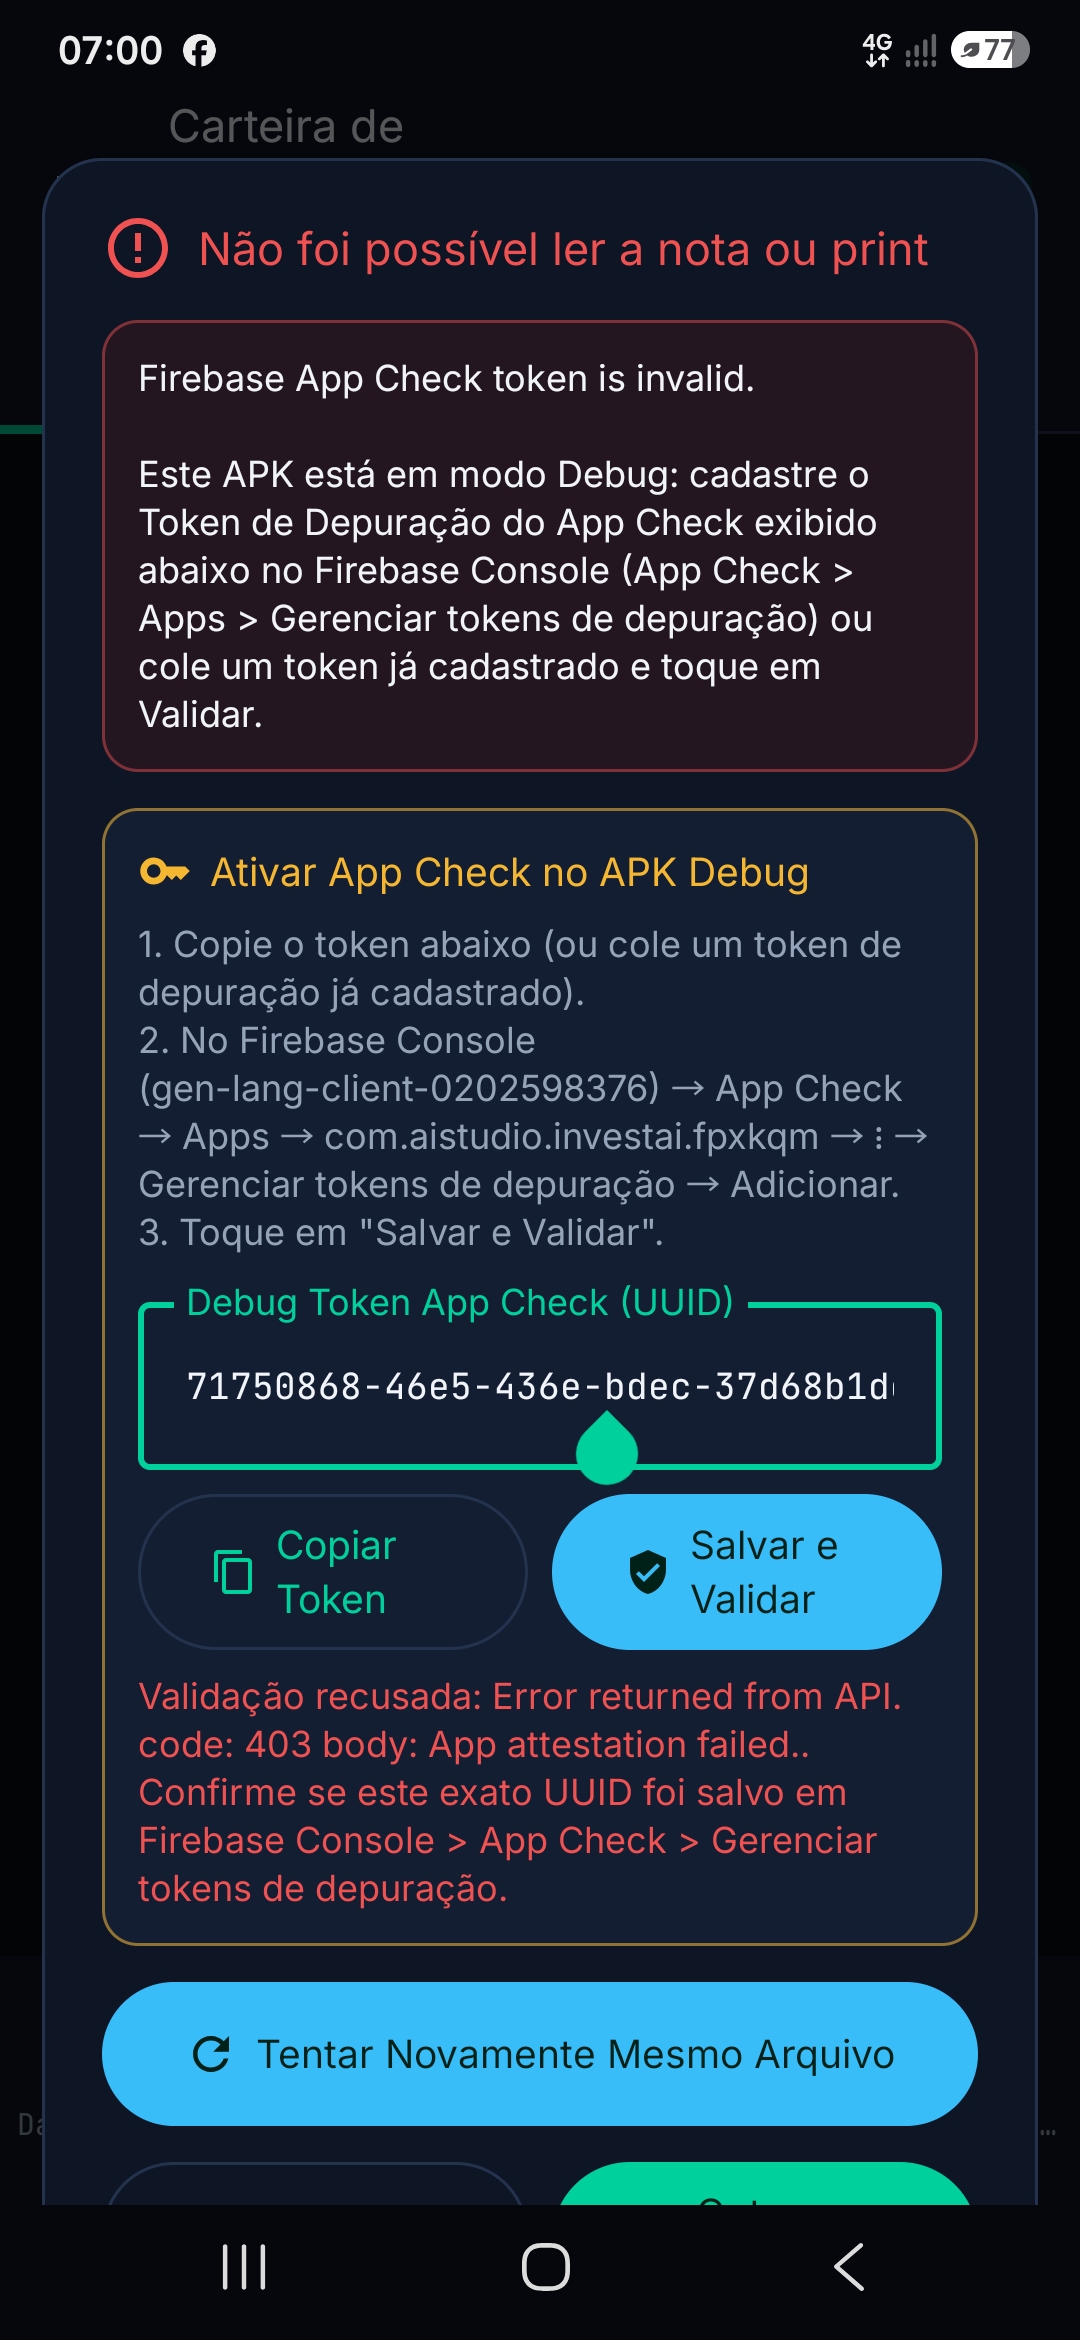 07:00
4G
77
Carteira de
Não foi possível ler a nota ou print
Firebase App Check token is invalid.
Este APK está em modo Debug: cadastre o
Token de Depuração do App Check exibido
abaixo no Firebase Console (App Check >
Apps > Gerenciar tokens de depuração) ou
cole um token já cadastrado e toque em
Validar.
Ativar App Check no APK Debug
1. Copie o token abaixo (ou cole um token de
depuração já cadastrado).
2. No Firebase Console
(gen-lang-client-0202598376) → App Check
→ Apps → com.aistudio.investai.fpxkqm → ⋮ →
Gerenciar tokens de depuração → Adicionar.
3. Toque em "Salvar e Validar".
Debug Token App Check (UUID)
71750868-46e5-436e-bdec-37d68b1d
Copiar
Token
Salvar e
Validar
Validação recusada: Error returned from API.
code: 403 body: App attestation failed..
Confirme se este exato UUID foi salvo em
Firebase Console > App Check > Gerenciar
tokens de depuração.
Tentar Novamente Mesmo Arquivo